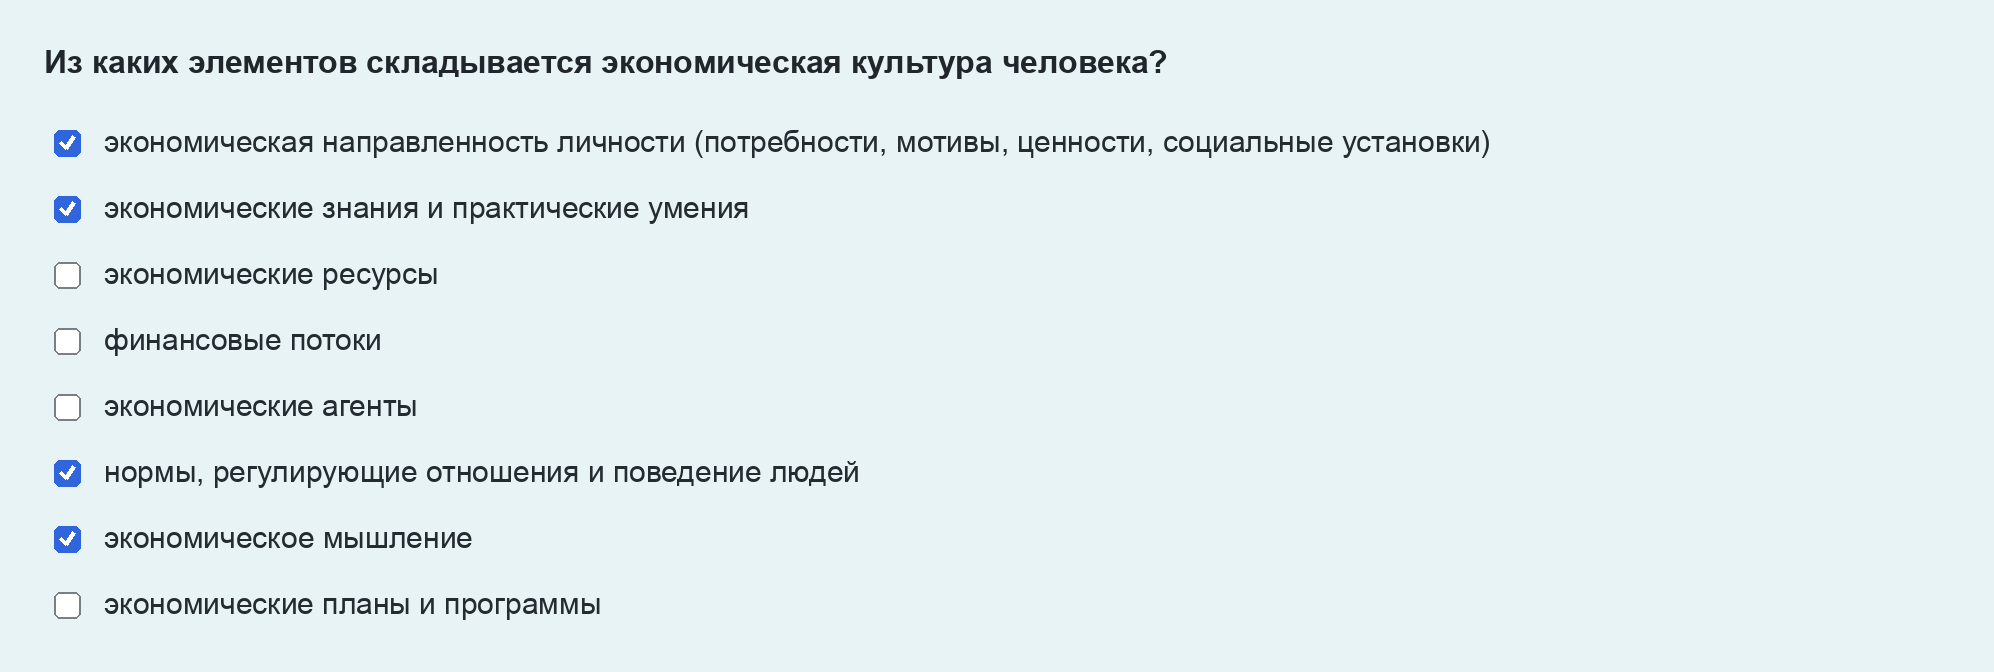 Из каких элементов складывается экономическая культура человека?
экономическая направленность личности (потребности, мотивы, ценности, социальные установки)
экономические знания и практические умения
экономические ресурсы
финансовые потоки
экономические агенты
нормы, регулирующие отношения и поведение людей
экономическое мышление
экономические планы и программы